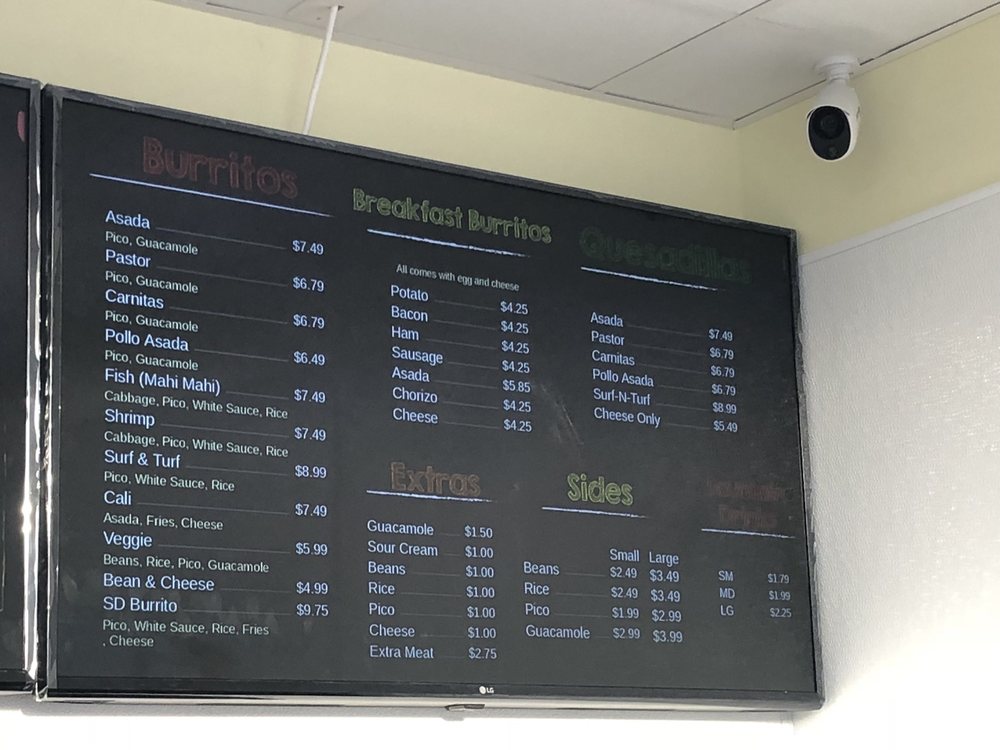 Burritos
Asada $7.49
Pico, Guacamole
Pastor $6.79
Pico, Guacamole
Carnitas $6.79
Pico, Guacamole
Pollo Asada $6.49
Pico, Guacamole
Fish (Mahi Mahi) $7.49
Cabbage, Pico, White Sauce, Rice
Shrimp $7.49
Cabbage, Pico, White Sauce, Rice
Surf & Turf $8.99
Pico, White Sauce, Rice
Cali $7.49
Asada, Fries, Cheese
Veggie $5.99
Beans, Rice, Pico, Guacamole
Bean & Cheese $4.99
SD Burrito $9.75
Pico, White Sauce, Rice, Fries
, Cheese
Breakfast Burritos
All comes with egg and cheese
Potato $4.25
Bacon $4.25
Ham $4.25
Sausage $4.25
Asada $5.85
Chorizo $4.25
Cheese $4.25
Quesadillas
Asada $7.49
Pastor $6.79
Carnitas $6.79
Pollo Asada $6.79
Surf-N-Turf $8.99
Cheese Only $5.49
Extras
Guacamole $1.50
Sour Cream $1.00
Beans $1.00
Rice $1.00
Pico $1.00
Cheese $1.00
Extra Meat $2.75
Sides
Small Large
Beans $2.49 $3.49
Rice $2.49 $3.49
Pico $1.99 $2.99
Guacamole $2.99 $3.99
SM $1.79
MD $1.99
LG $2.25
LG